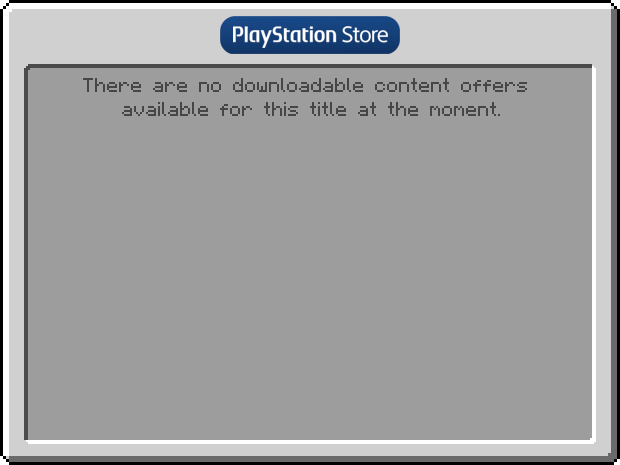 PlayStation Store
There are no downloadable content offers
available for this title at the moment.